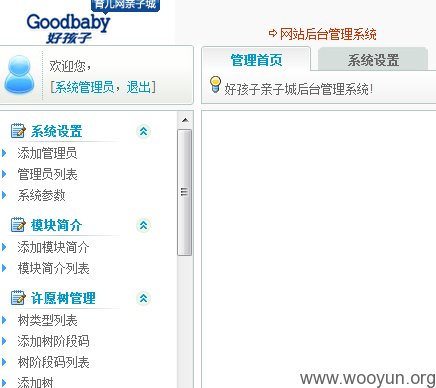 育儿网亲子城
Goodbaby
好孩子
网站后台管理系统
欢迎您，
[系统管理员，退出]
管理首页
系统设置
好孩子亲子城后台管理系统!
系统设置
添加管理员
管理员列表
系统参数
模块简介
添加模块简介
模块简介列表
许愿树管理
树类型列表
添加树阶段码
树阶段码列表
添加树
www.wooyun.org